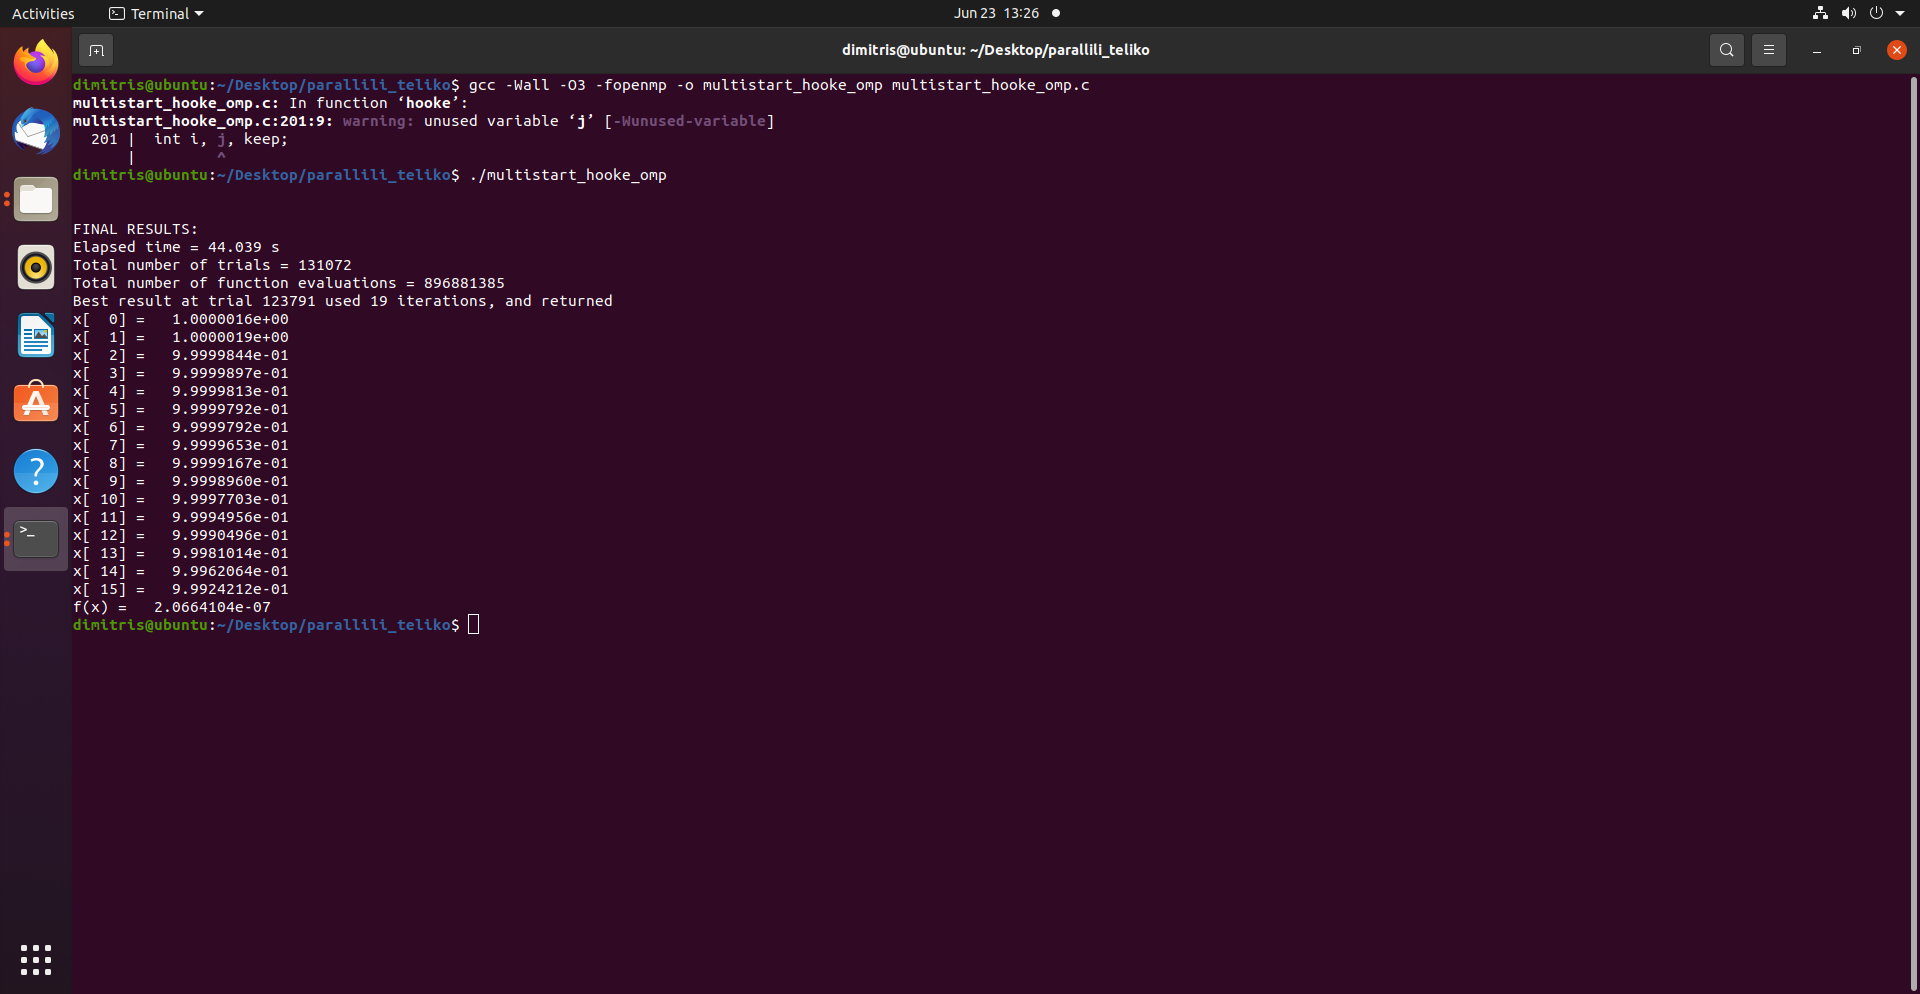 Activities Terminal Jun 23 13:26
dimitris@ubuntu: ~/Desktop/parallili_teliko
dimitris@ubuntu:~/Desktop/parallili_teliko$ gcc -Wall -O3 -fopenmp -o multistart_hooke_omp multistart_hooke_omp.c
multistart_hooke_omp.c: In function ‘hooke’:
multistart_hooke_omp.c:201:9: warning: unused variable ‘j’ [-Wunused-variable]
  201 |  int i, j, keep;
      |         ^
dimitris@ubuntu:~/Desktop/parallili_teliko$ ./multistart_hooke_omp
FINAL RESULTS:
Elapsed time = 44.039 s
Total number of trials = 131072
Total number of function evaluations = 896881385
Best result at trial 123791 used 19 iterations, and returned
x[  0] =   1.0000016e+00
x[  1] =   1.0000019e+00
x[  2] =   9.9999844e-01
x[  3] =   9.9999897e-01
x[  4] =   9.9999813e-01
x[  5] =   9.9999792e-01
x[  6] =   9.9999792e-01
x[  7] =   9.9999653e-01
x[  8] =   9.9999167e-01
x[  9] =   9.9998960e-01
x[ 10] =   9.9997703e-01
x[ 11] =   9.9994956e-01
x[ 12] =   9.9990496e-01
x[ 13] =   9.9981014e-01
x[ 14] =   9.9962064e-01
x[ 15] =   9.9924212e-01
f(x) =   2.0664104e-07
dimitris@ubuntu:~/Desktop/parallili_teliko$